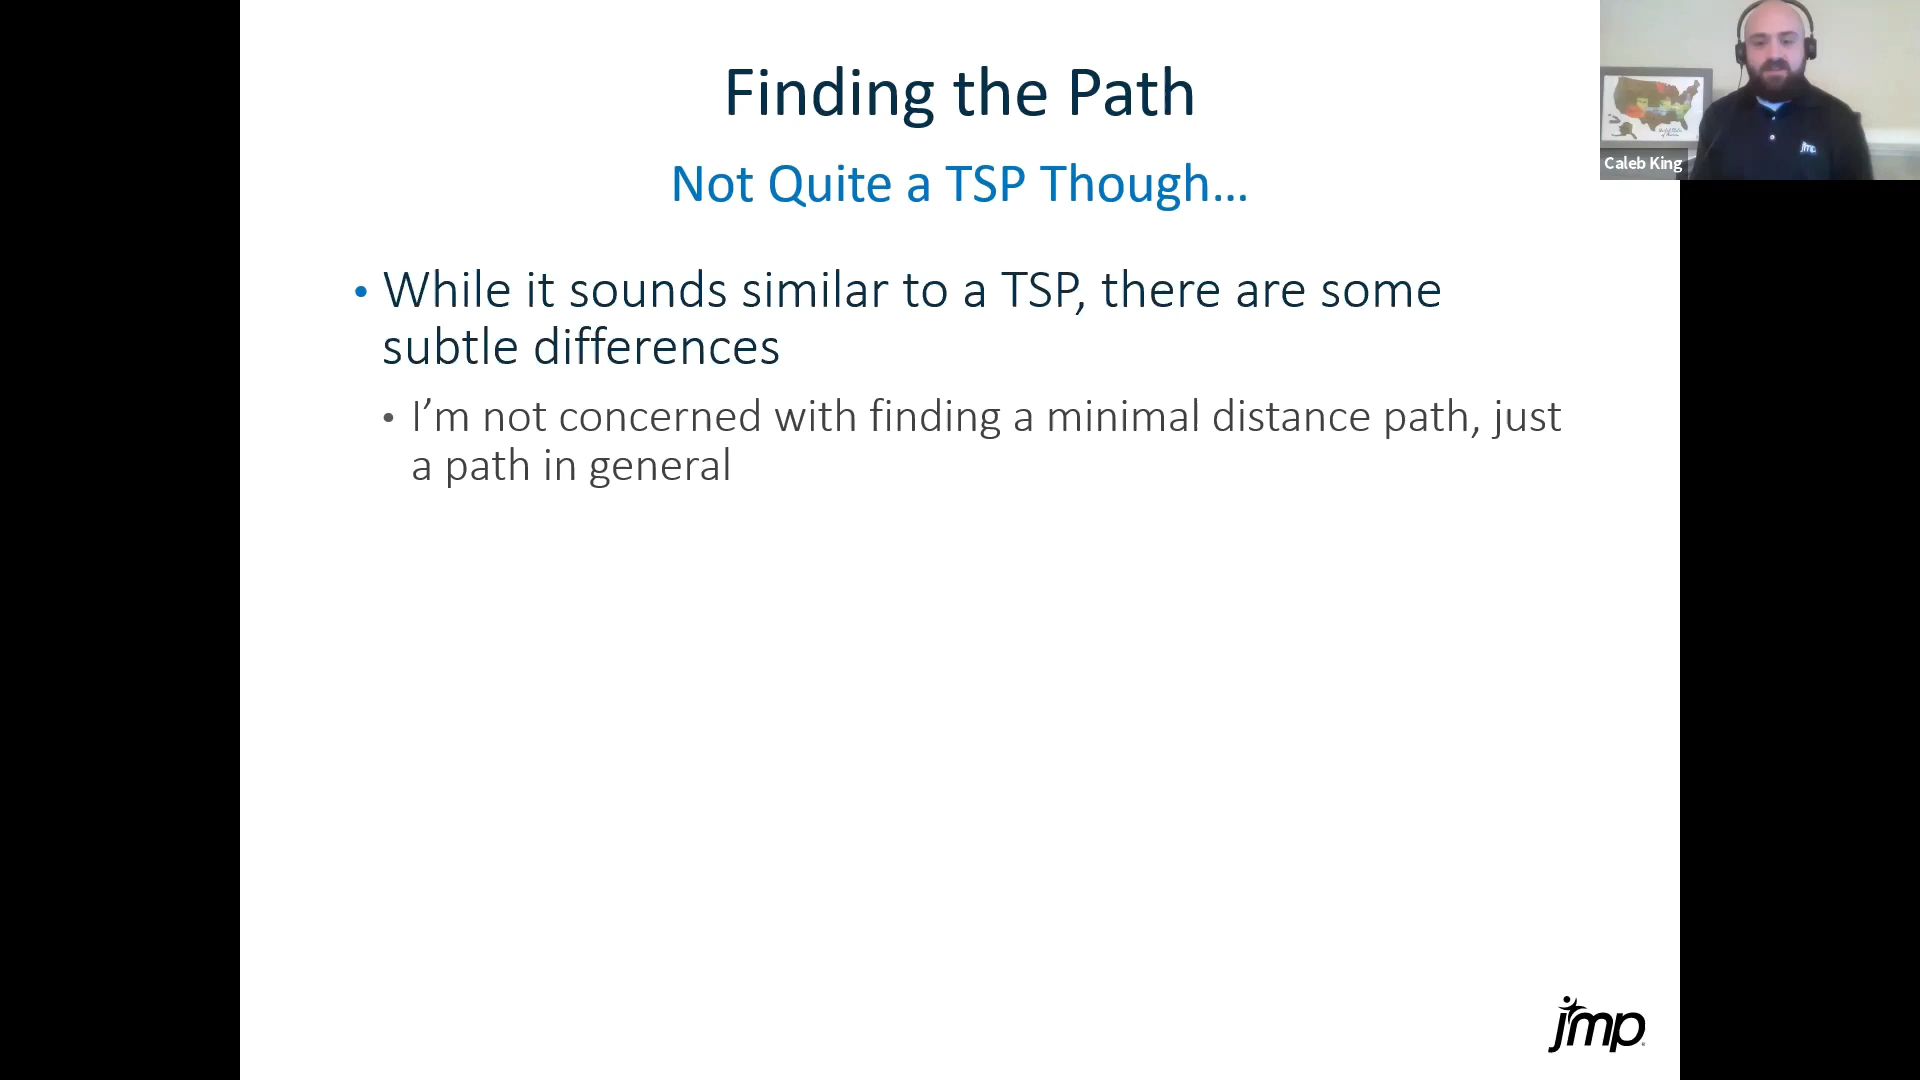 Finding the Path
Not Quite a TSP Though...
• While it sounds similar to a TSP, there are some
subtle differences
• I’m not concerned with finding a minimal distance path, just
a path in general
Caleb King
jmp
jmp